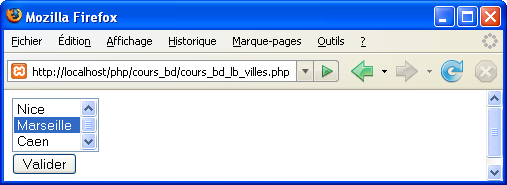 Mozilla Firefox
Fichier Édition Affichage Historique Marque-pages Outils ?
http://localhost/php/cours_bd/cours_bd_lb_villes.php
Nice
Marseille
Caen
Valider